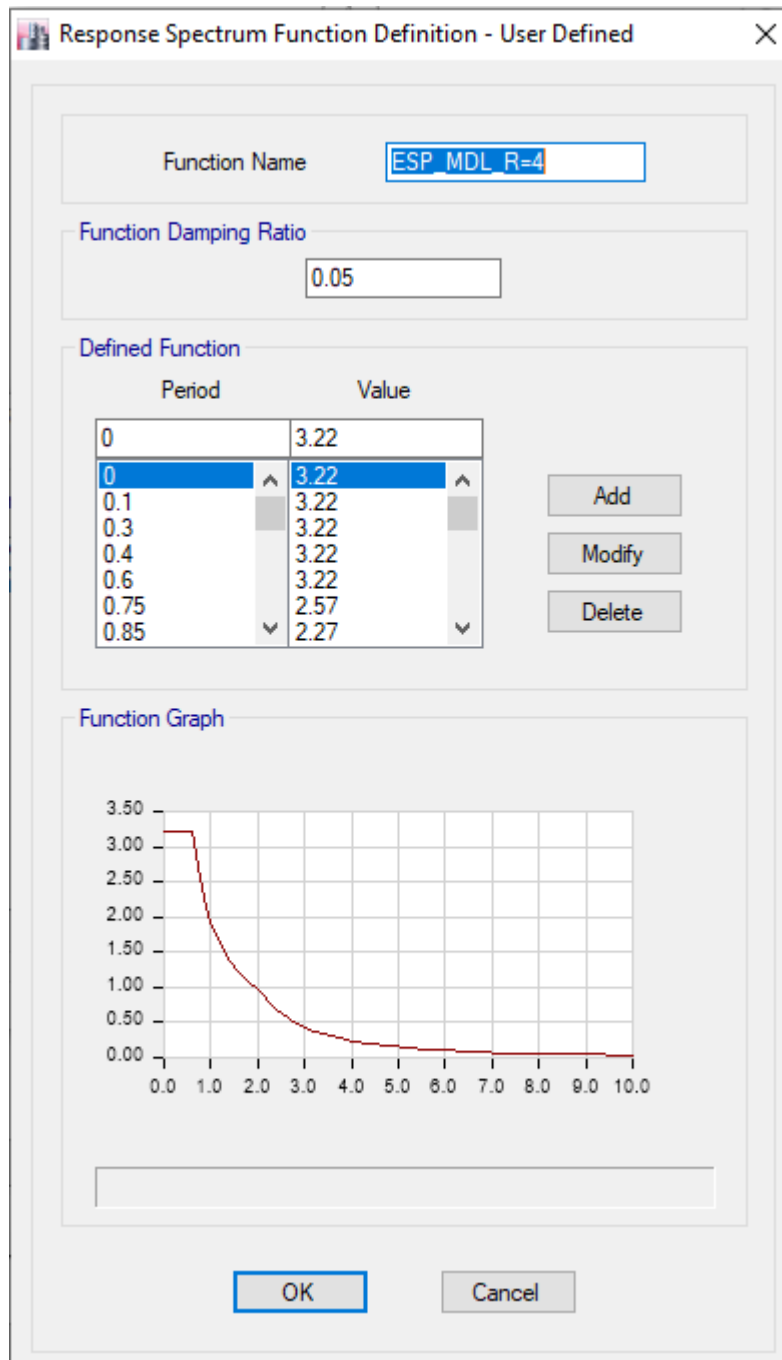 Response Spectrum Function Definition - User Defined
Function Name ESP_MDL_R=4
Function Damping Ratio
0.05
Defined Function
Period Value
0 3.22
0 3.22
0.1 3.22
0.3 3.22
0.4 3.22
0.6 3.22
0.75 2.57
0.85 2.27
Add
Modify
Delete
Function Graph
3.50
3.00
2.50
2.00
1.50
1.00
0.50
0.00
0.0 1.0 2.0 3.0 4.0 5.0 6.0 7.0 8.0 9.0 10.0
OK Cancel